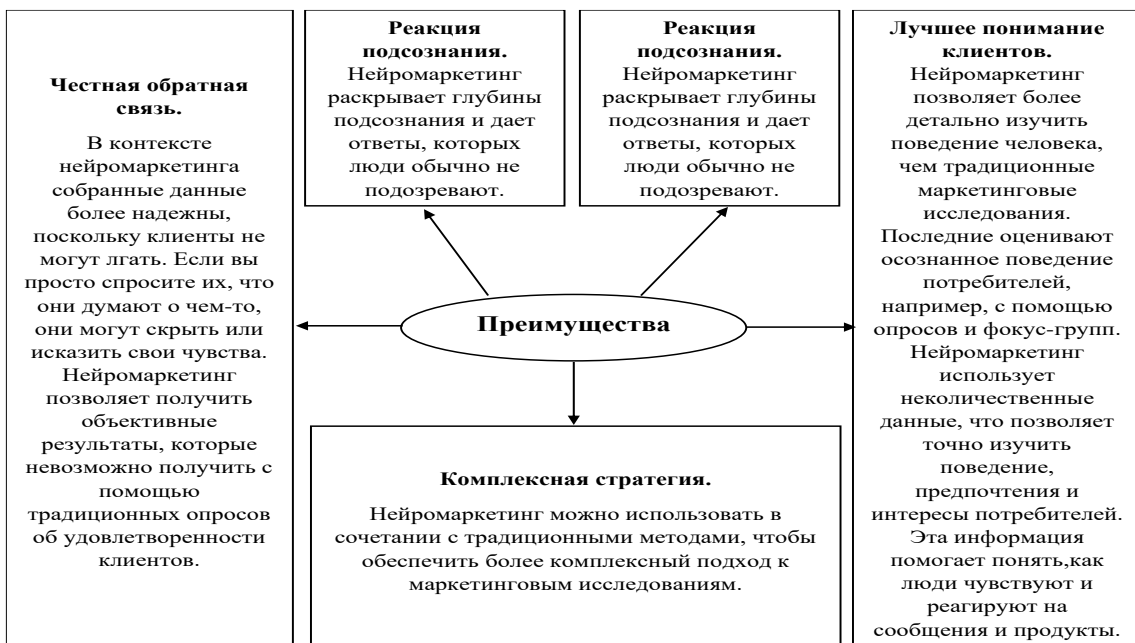 Честная обратная
связь.
В контексте
нейромаркетинга
собранные данные
более надежны,
поскольку клиенты не
могут лгать. Если вы
просто спросите их, что
они думают о чем-то,
они могут скрыть или
исказить свои чувства.
Нейромаркетинг
позволяет получить
объективные
результаты, которые
невозможно получить с
помощью
традиционных опросов
об удовлетворенности
клиентов.
Реакция
подсознания.
Нейромаркетинг
раскрывает глубины
подсознания и дает
ответы, которых
люди обычно не
подозревают.
Реакция
подсознания.
Нейромаркетинг
раскрывает глубины
подсознания и дает
ответы, которых
люди обычно не
подозревают.
Лучшее понимание
клиентов.
Нейромаркетинг
позволяет более
детально изучить
поведение человека,
чем традиционные
маркетинговые
исследования.
Последние оценивают
осознанное поведение
потребителей,
например, с помощью
опросов и фокус-групп.
Нейромаркетинг
использует
неколичественные
данные, что позволяет
точно изучить
поведение,
предпочтения и
интересы потребителей.
Эта информация
помогает понять,как
люди чувствуют и
реагируют на
сообщения и продукты.
Преимущества
Комплексная стратегия.
Нейромаркетинг можно использовать в
сочетании с традиционными методами, чтобы
обеспечить более комплексный подход к
маркетинговым исследованиям.